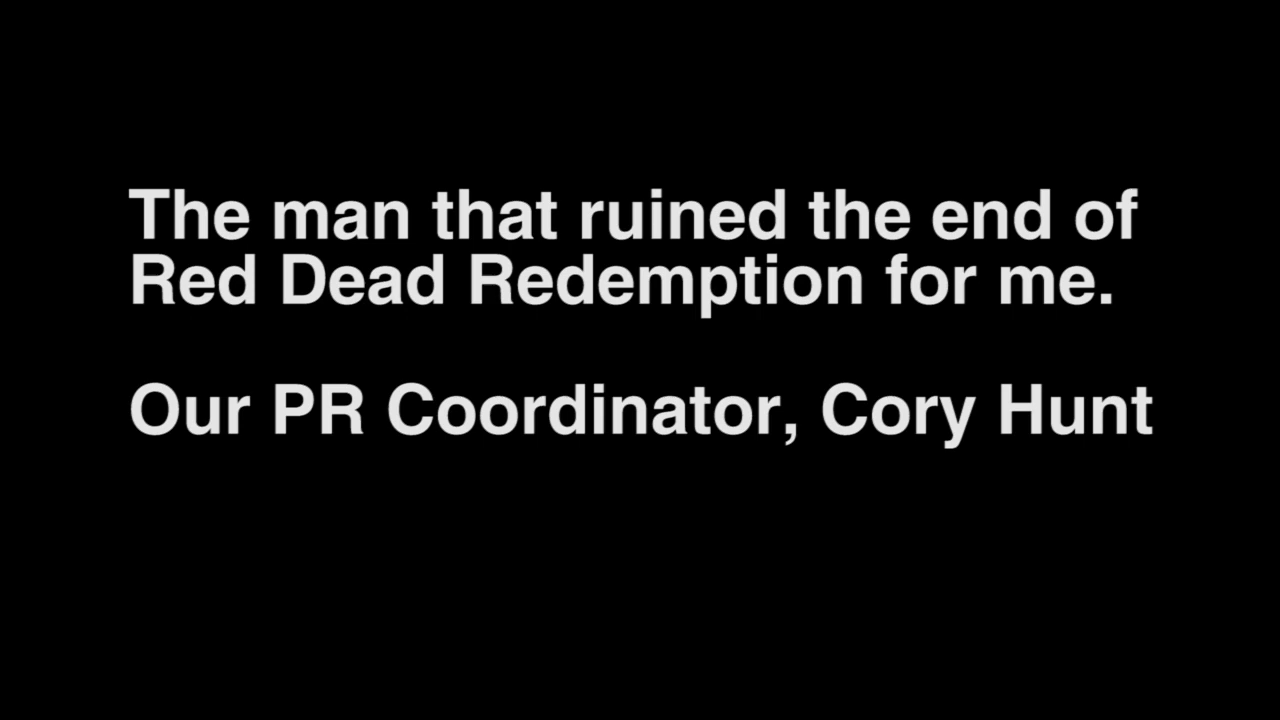 The man that ruined the end of
Red Dead Redemption for me.
Our PR Coordinator, Cory Hunt